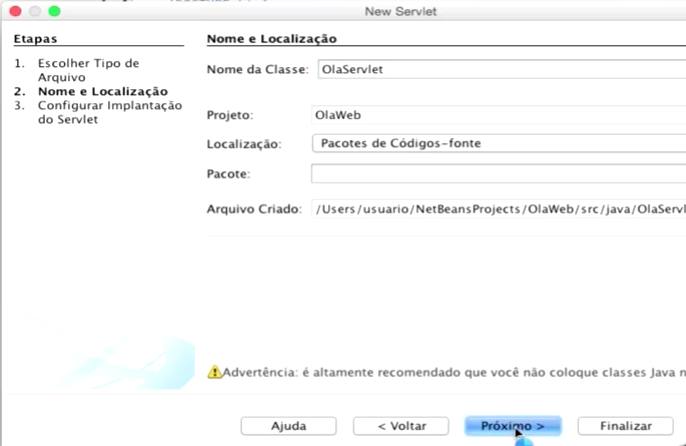 New Servlet
Etapas
1. Escolher Tipo de
Arquivo
2. Nome e Localização
3. Configurar Implantação
do Servlet
Nome e Localização
Nome da Classe: OlaServlet
Projeto: OlaWeb
Localização: Pacotes de Códigos-fonte
Pacote:
Arquivo Criado: /Users/usuario/NetBeansProjects/OlaWeb/src/java/OlaServl
Advertência: é altamente recomendado que você não coloque classes Java n
Ajuda < Voltar Próximo > Finalizar